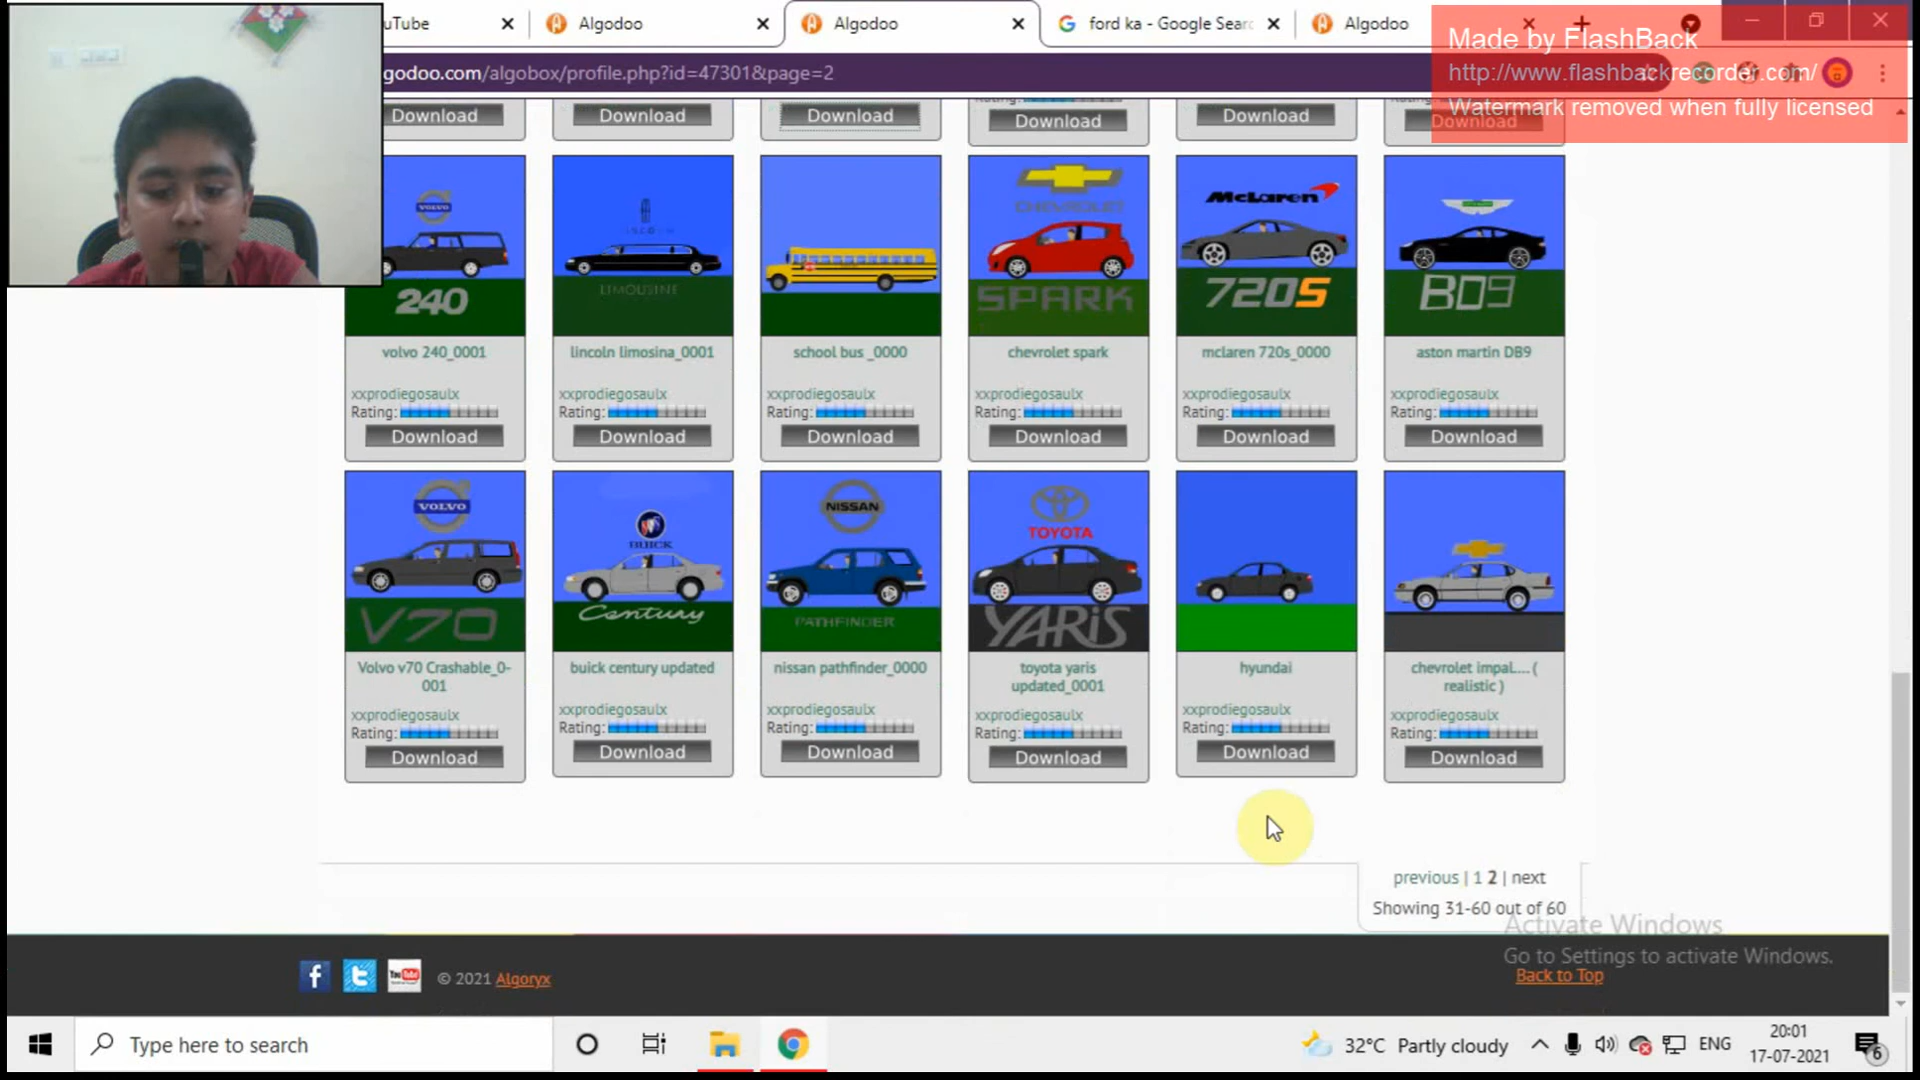 uTube
Algodoo
Algodoo
ford ka - Google Searc
Algodoo
Made by FlashBack
http://www.flashbackrecorder.com/
Watermark removed when fully licensed
godoo.com/algobox/profile.php?id=47301&page=2
Download Download Download Download Download Download
VOLVO
240
LIMOUSINE
CHEVROLET
SPARK
McLaren
720S
BD9
volvo 240_0001
lincoln limosina_0001
school bus _0000
chevrolet spark
mclaren 720s_0000
aston martin DB9
xxprodiegosaulx xxprodiegosaulx xxprodiegosaulx xxprodiegosaulx xxprodiegosaulx xxprodiegosaulx
Rating: Rating: Rating: Rating: Rating: Rating:
Download Download Download Download Download Download
VOLVO
V70
BUICK
Century
NISSAN
PATHFINDER
TOYOTA
YARiS
Volvo v70 Crashable_0-
001
buick century updated
nissan pathfinder_0000
toyota yaris
updated_0001
hyundai
chevrolet impal.... (
realistic )
xxprodiegosaulx xxprodiegosaulx xxprodiegosaulx xxprodiegosaulx xxprodiegosaulx xxprodiegosaulx
Rating: Rating: Rating: Rating: Rating: Rating:
Download Download Download Download Download Download
previous | 1 2 | next
Showing 31-60 out of 60
Activate Windows
Go to Settings to activate Windows.
© 2021 Algoryx
Back to Top
Type here to search
32°C Partly cloudy
ENG
20:01
17-07-2021
6